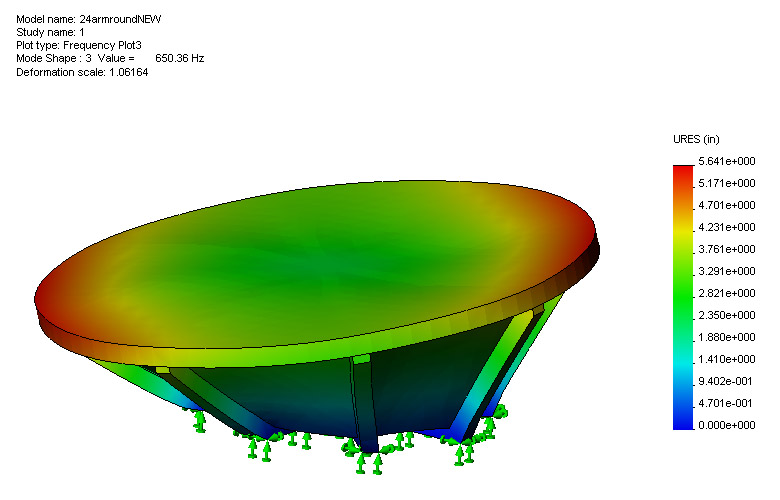 Model name: 24armroundNEW
Study name: 1
Plot type: Frequency Plot3
Mode Shape : 3 Value = 650.36 Hz
Deformation scale: 1.06164
URES (in)
5.641e+000
5.171e+000
4.701e+000
4.231e+000
3.761e+000
3.291e+000
2.821e+000
2.350e+000
1.880e+000
1.410e+000
9.402e-001
4.701e-001
0.000e+000